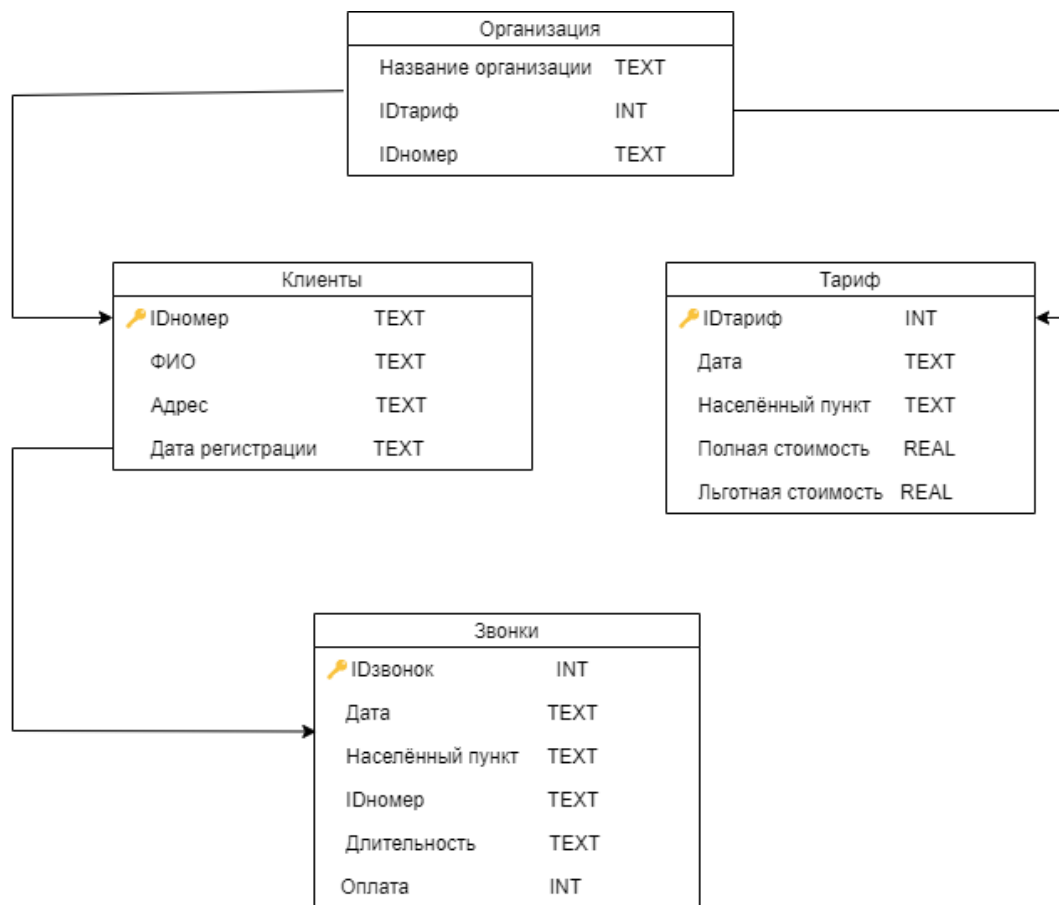 Организация
Название организации TEXT
IDтариф INT
IDномер TEXT
Клиенты
IDномер TEXT
ФИО TEXT
Адрес TEXT
Дата регистрации TEXT
Тариф
IDтариф INT
Дата TEXT
Населённый пункт TEXT
Полная стоимость REAL
Льготная стоимость REAL
Звонки
IDзвонок INT
Дата TEXT
Населённый пункт TEXT
IDномер TEXT
Длительность TEXT
Оплата INT